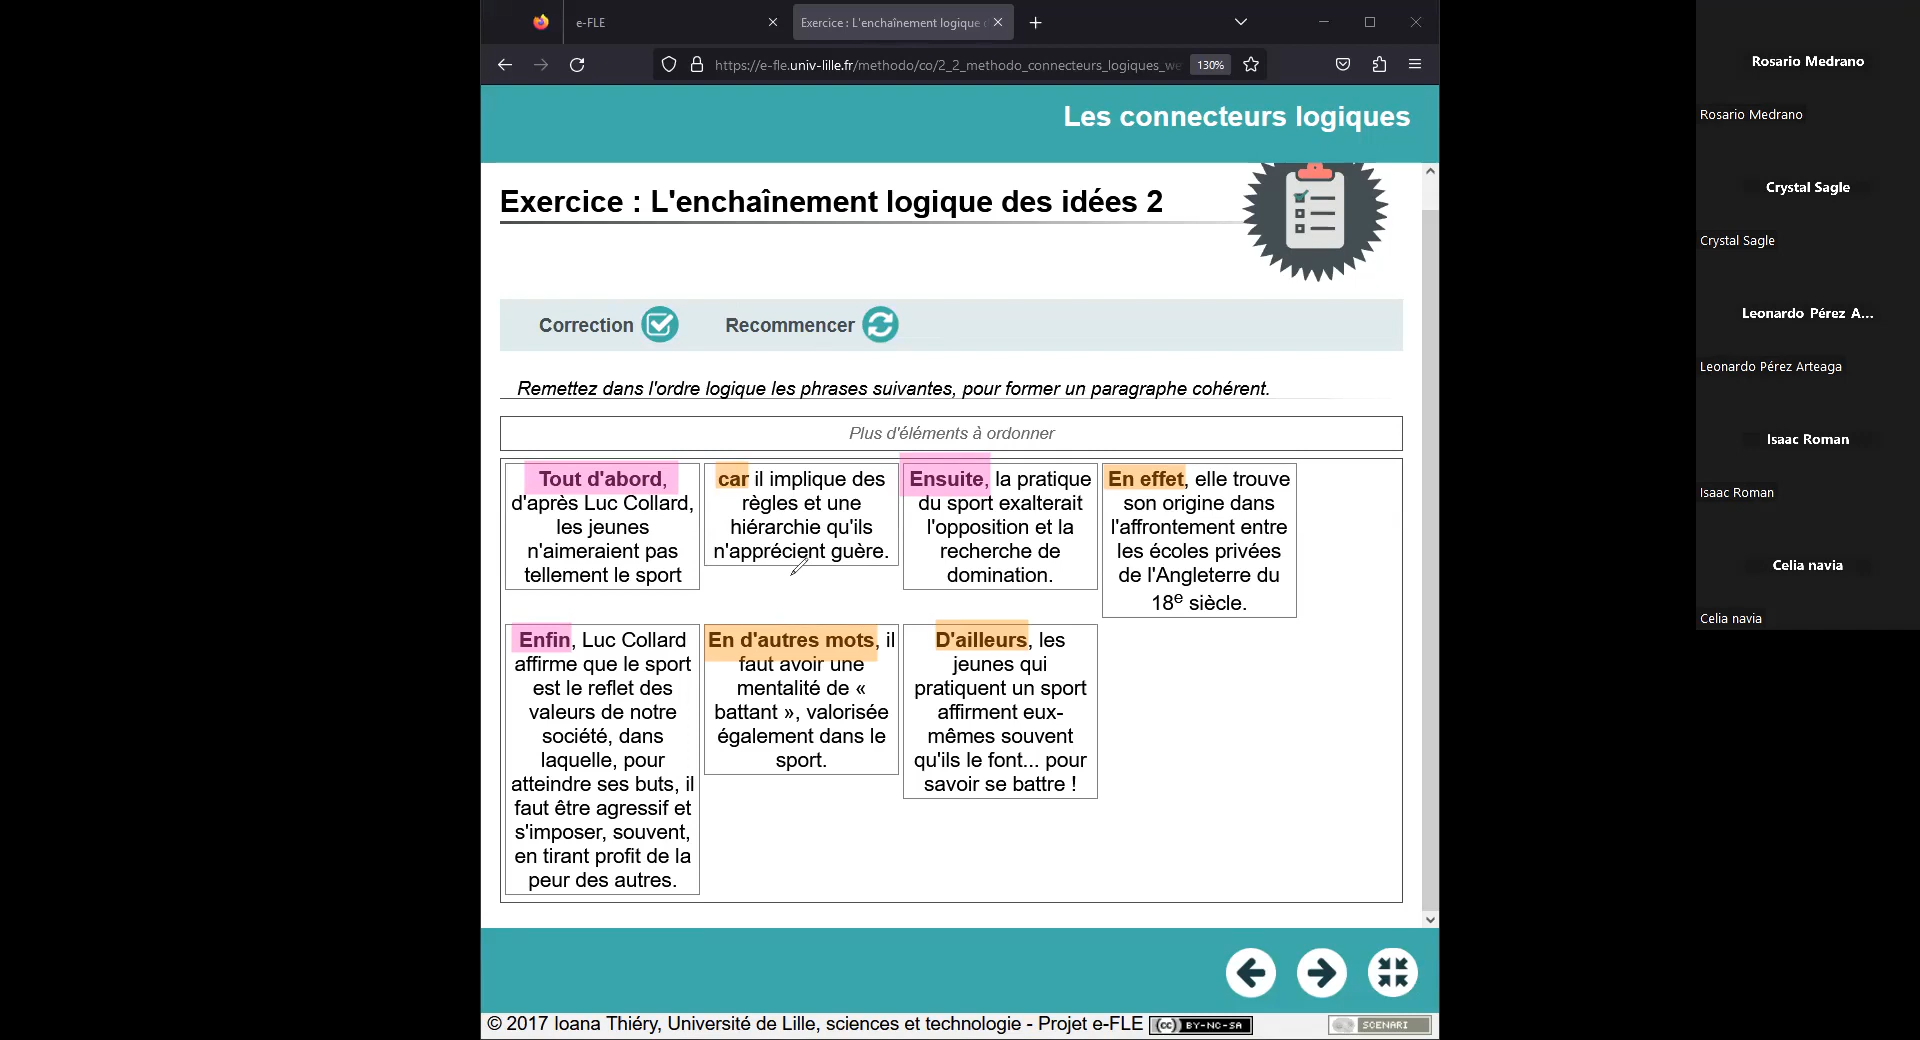 e-FLE
Exercice : L'enchaînement logique d
https://e-fle.univ-lille.fr/methodo/co/2_2_methodo_connecteurs_logiques_we
130%
Les connecteurs logiques
Exercice : L'enchaînement logique des idées 2
Correction
Recommencer
Remettez dans l'ordre logique les phrases suivantes, pour former un paragraphe cohérent.
Plus d'éléments à ordonner
Tout d'abord,
d'après Luc Collard,
les jeunes
n'aimeraient pas
tellement le sport
car il implique des
règles et une
hiérarchie qu'ils
n'apprécient guère.
Ensuite, la pratique
du sport exalterait
l'opposition et la
recherche de
domination.
En effet, elle trouve
son origine dans
l'affrontement entre
les écoles privées
de l'Angleterre du
18e siècle.
Enfin, Luc Collard
affirme que le sport
est le reflet des
valeurs de notre
société, dans
laquelle, pour
atteindre ses buts, il
faut être agressif et
s'imposer, souvent,
en tirant profit de la
peur des autres.
En d'autres mots, il
faut avoir une
mentalité de «
battant », valorisée
également dans le
sport.
D'ailleurs, les
jeunes qui
pratiquent un sport
affirment eux-
mêmes souvent
qu'ils le font... pour
savoir se battre !
© 2017 Ioana Thiéry, Université de Lille, sciences et technologie - Projet e-FLE
cc BY-NC-SA
SCENARI
Rosario Medrano
Rosario Medrano
Crystal Sagle
Crystal Sagle
Leonardo Pérez A...
Leonardo Pérez Arteaga
Isaac Roman
Isaac Roman
Celia navia
Celia navia